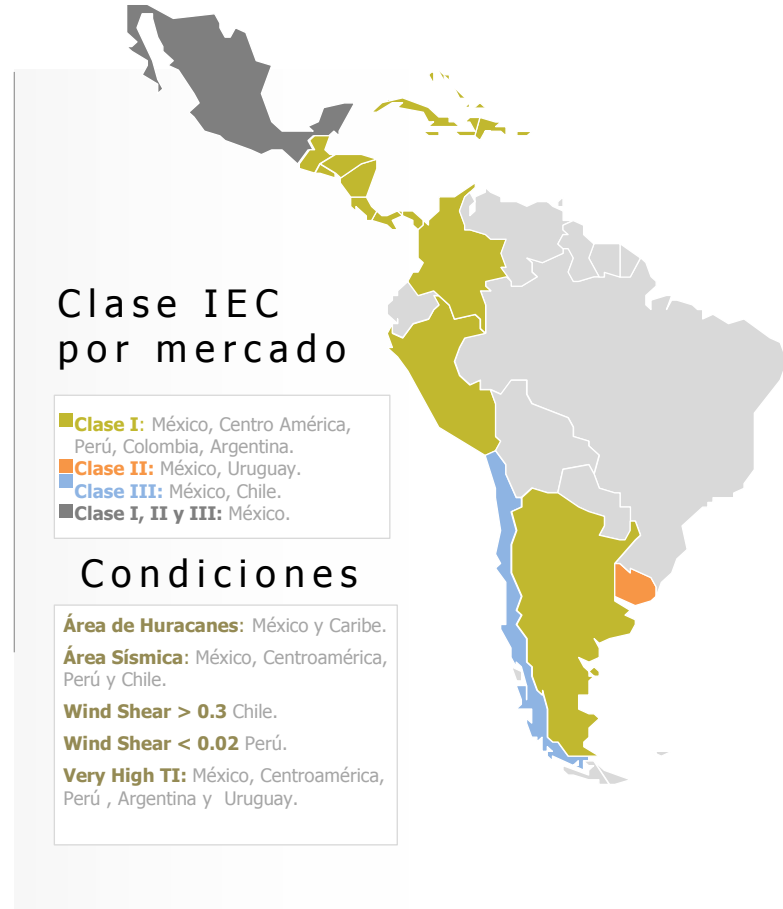 Clase IEC
por mercado
Clase I: México, Centro América,
Perú, Colombia, Argentina.
Clase II: México, Uruguay.
Clase III: México, Chile.
Clase I, II y III: México.
Condiciones
Área de Huracanes: México y Caribe.
Área Sísmica: México, Centroamérica,
Perú y Chile.
Wind Shear > 0.3 Chile.
Wind Shear < 0.02 Perú.
Very High TI: México, Centroamérica,
Perú , Argentina y  Uruguay.